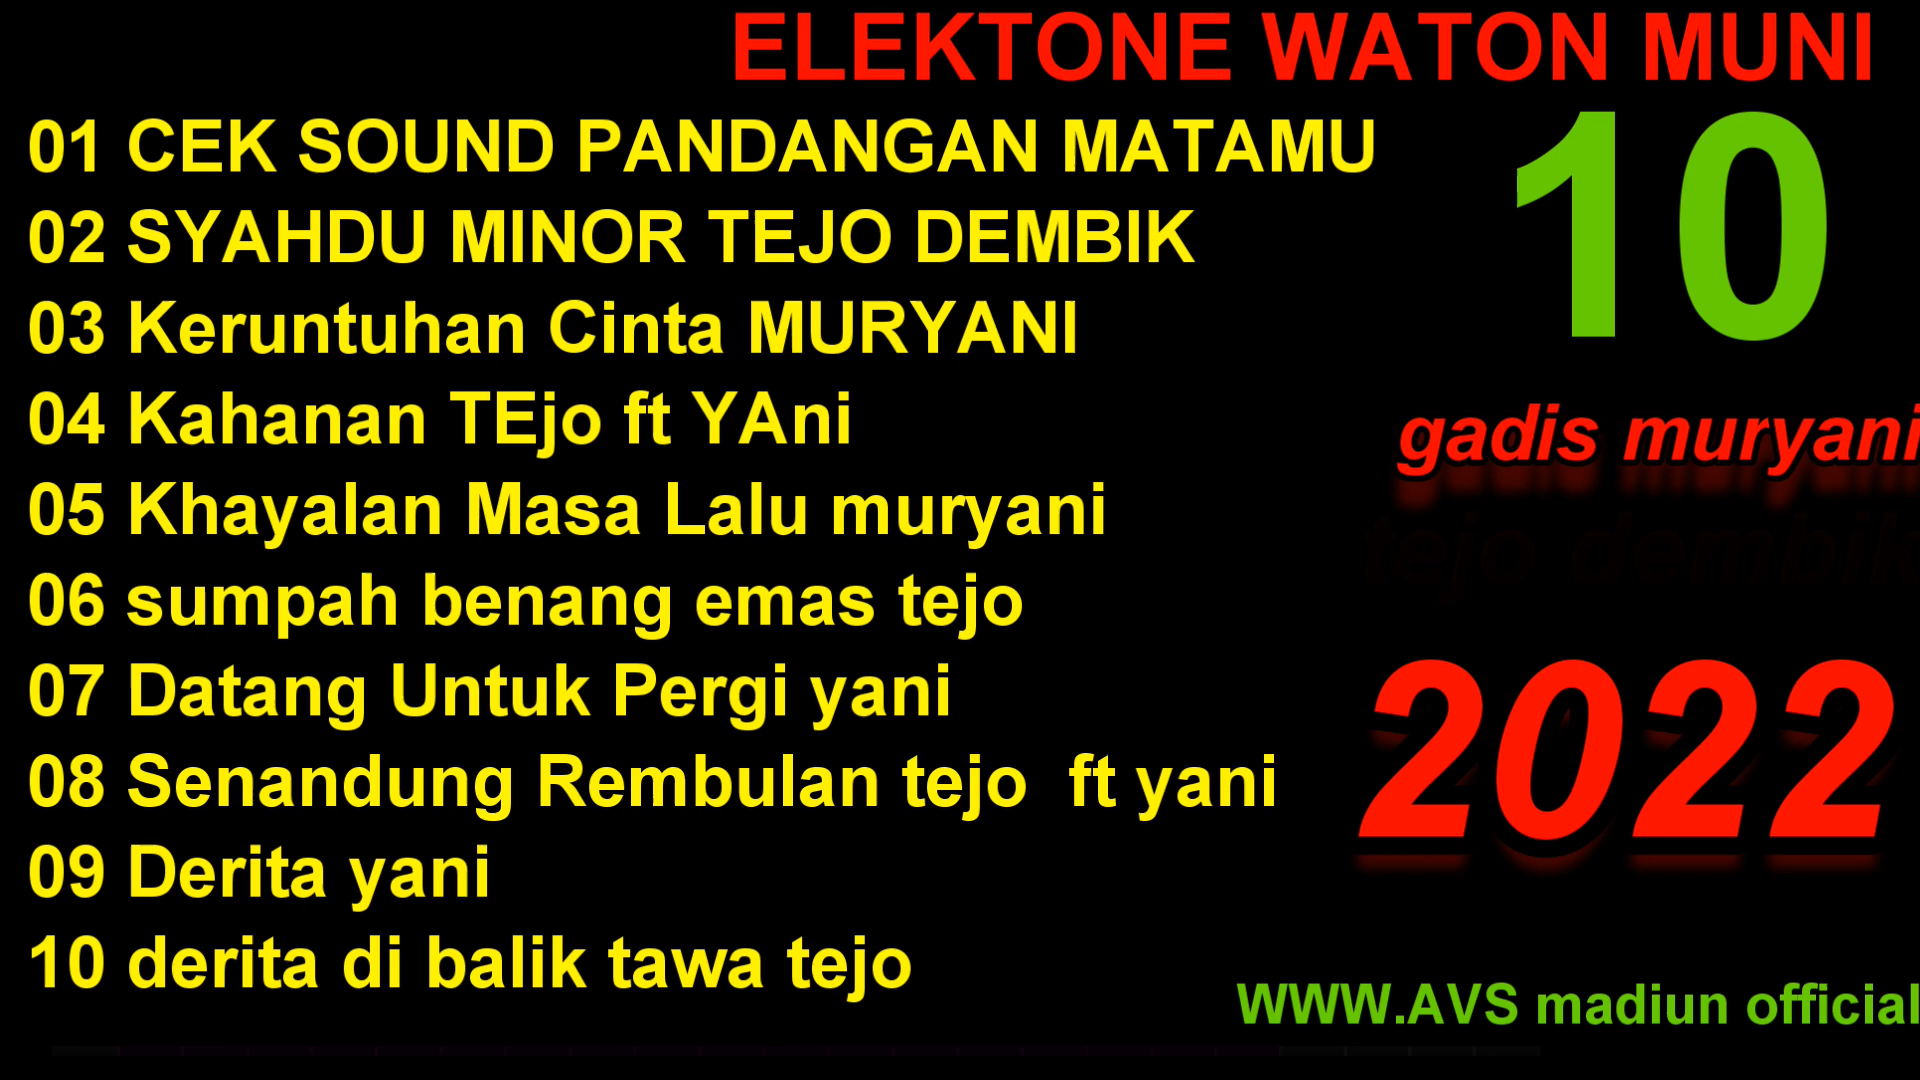 ELEKTONE WATON MUNI
01 CEK SOUND PANDANGAN MATAMU
02 SYAHDU MINOR TEJO DEMBIK
03 Keruntuhan Cinta MURYANI
04 Kahanan TEjo ft YAni
05 Khayalan Masa Lalu muryani
06 sumpah benang emas tejo
07 Datang Untuk Pergi yani
08 Senandung Rembulan tejo ft yani
09 Derita yani
10 derita di balik tawa tejo
10
gadis muryani
tejo dembik
2022
WWW.AVS madiun official